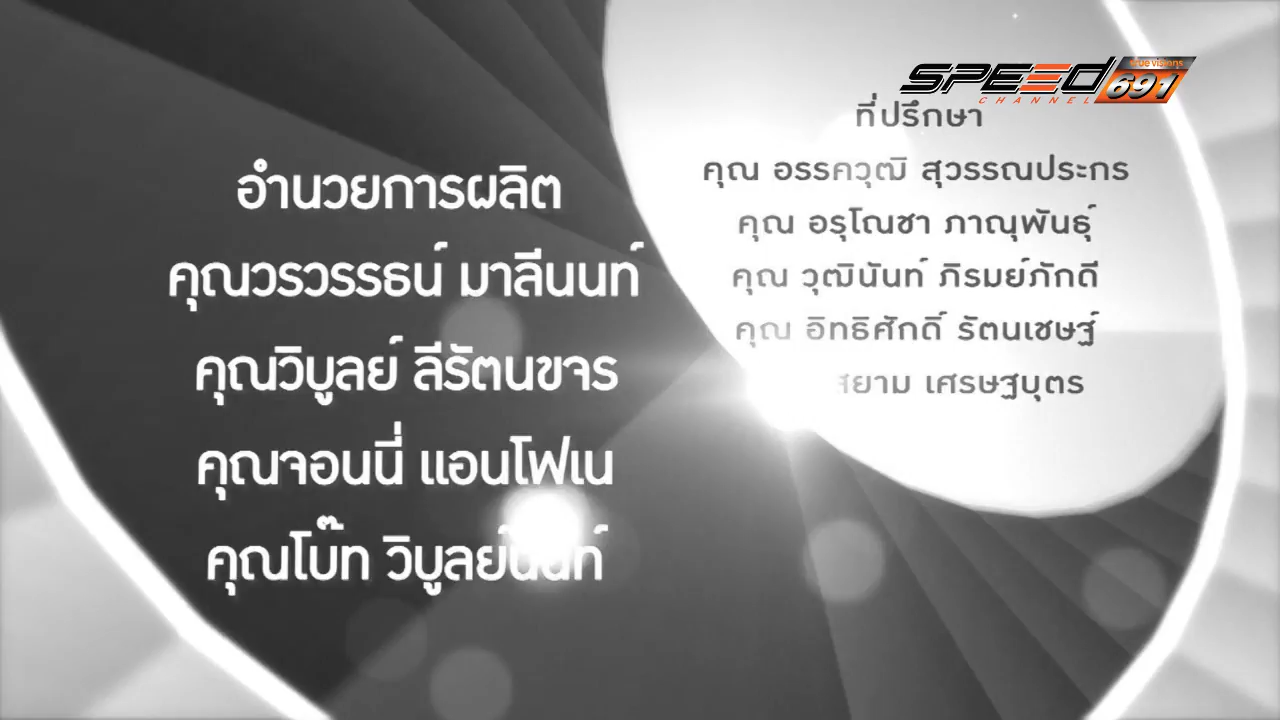 SPEED
true visions
CHANNEL
691
อำนวยการผลิต
คุณวรวรรธน์ มาลีนนท์
คุณวิบูลย์ ลีรัตนขจร
คุณจอนนี่ แอนโฟเน
คุณโบ๊ท วิบูลย์นันท์
ที่ปรึกษา
คุณ อรรควุฒิ สุวรรณประกร
คุณ อรุโณชา ภาณุพันธุ์
คุณ วุฒินันท์ ภิรมย์ภักดี
คุณ อิทธิศักดิ์ รัตนเชษฐ์
สยาม เศรษฐบุตร